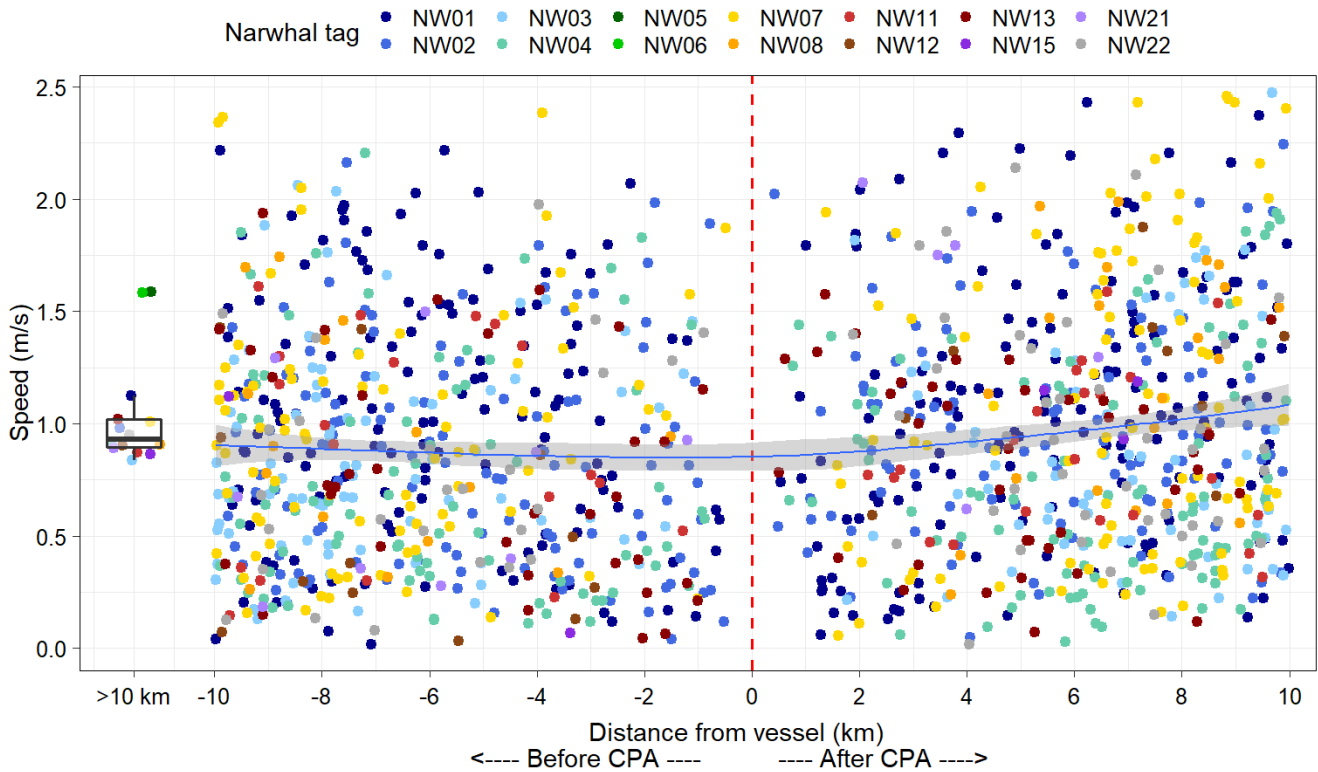 Narwhal tag
NW01 NW03 NW05 NW07 NW11 NW13 NW21
NW02 NW04 NW06 NW08 NW12 NW15 NW22
Speed (m/s)
2.5
2.0
1.5
1.0
0.5
0.0
>10 km -10 -8 -6 -4 -2 0 2 4 6 8 10
Distance from vessel (km)
<---- Before CPA ---- ---- After CPA ---->